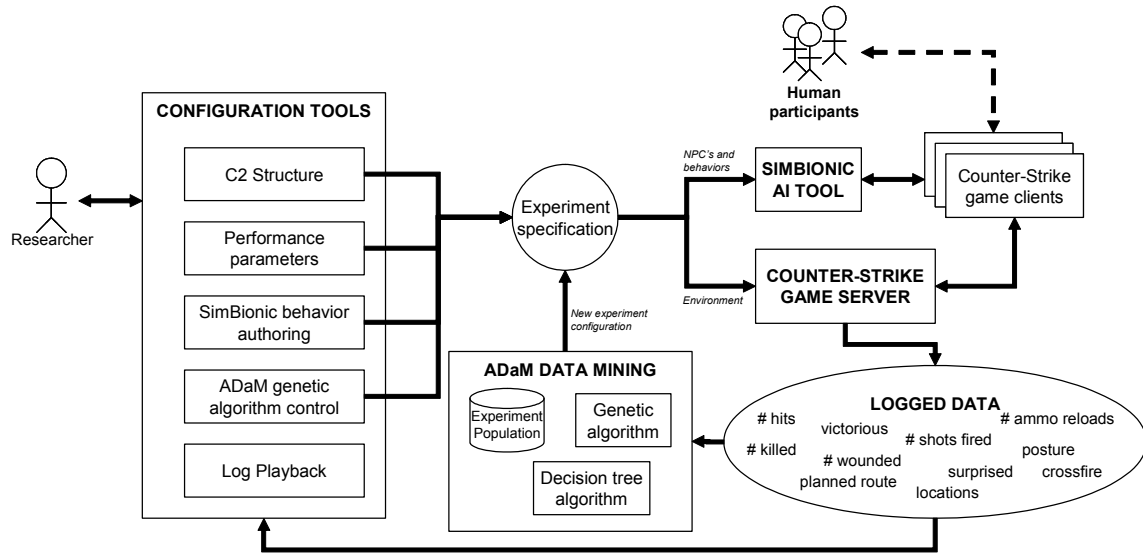 Researcher
CONFIGURATION TOOLS
C2 Structure
Performance
parameters
SimBionic behavior
authoring
ADaM genetic
algorithm control
Log Playback
Experiment
specification
New experiment
configuration
NPC's and
behaviors
Environment
Human
participants
SIMBIONIC
AI TOOL
Counter-Strike
game clients
COUNTER-STRIKE
GAME SERVER
ADaM DATA MINING
Experiment
Population
Genetic
algorithm
Decision tree
algorithm
LOGGED DATA
# hits
victorious
# ammo reloads
# killed
# shots fired
posture
# wounded
surprised
crossfire
planned route
locations